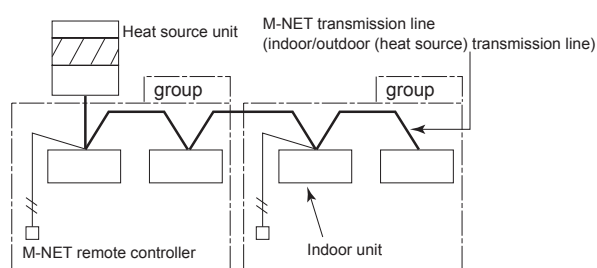 Heat source unit
M-NET transmission line
(indoor/outdoor (heat source) transmission line)
group
group
M-NET remote controller
Indoor unit